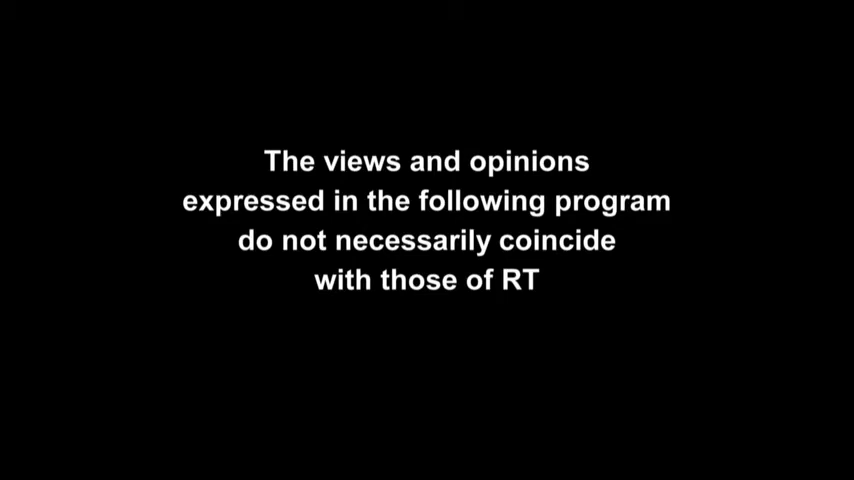 The views and opinions
expressed in the following program
do not necessarily coincide
with those of RT